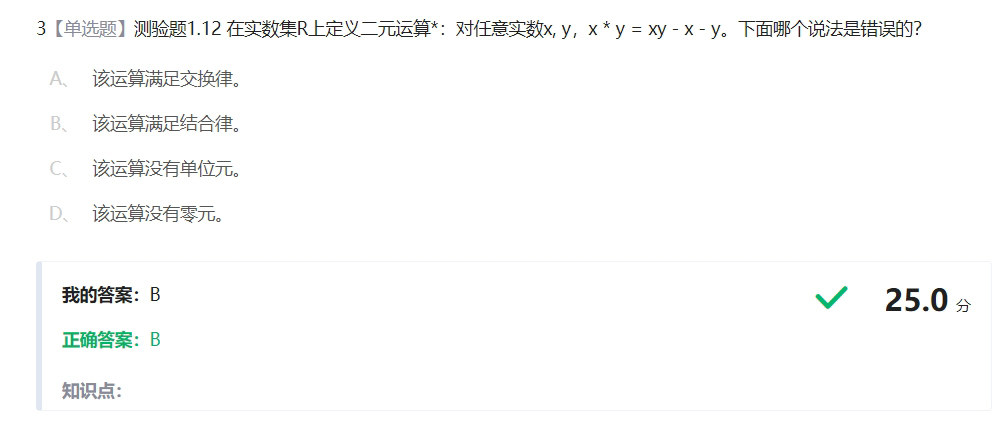 3【单选题】测验题1.12 在实数集R上定义二元运算*：对任意实数x, y，x * y = xy - x - y。下面哪个说法是错误的？
A、 该运算满足交换律。
B、 该运算满足结合律。
C、 该运算没有单位元。
D、 该运算没有零元。
我的答案：B
25.0 分
正确答案：B
知识点：